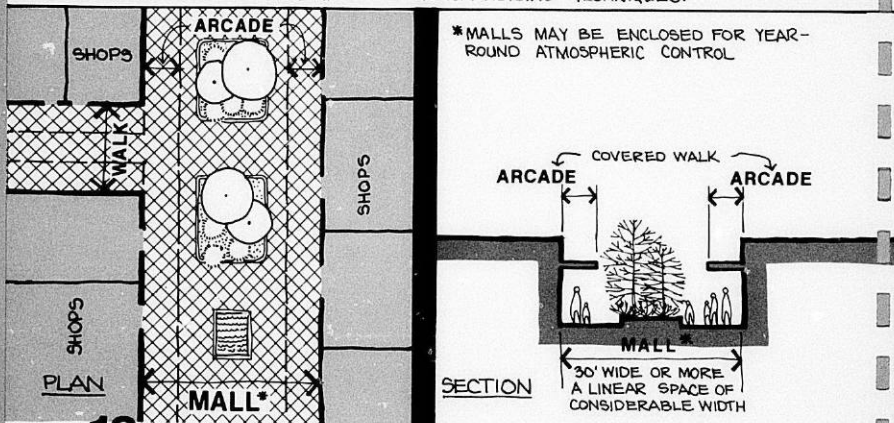 TECHNIQUES.
ARCADE
SHOPS
WALK
SHOPS
SHOPS
PLAN
MALL*
*MALLS MAY BE ENCLOSED FOR YEAR-
ROUND ATMOSPHERIC CONTROL
COVERED WALK
ARCADE
ARCADE
MALL*
30' WIDE OR MORE
A LINEAR SPACE OF
CONSIDERABLE WIDTH
SECTION